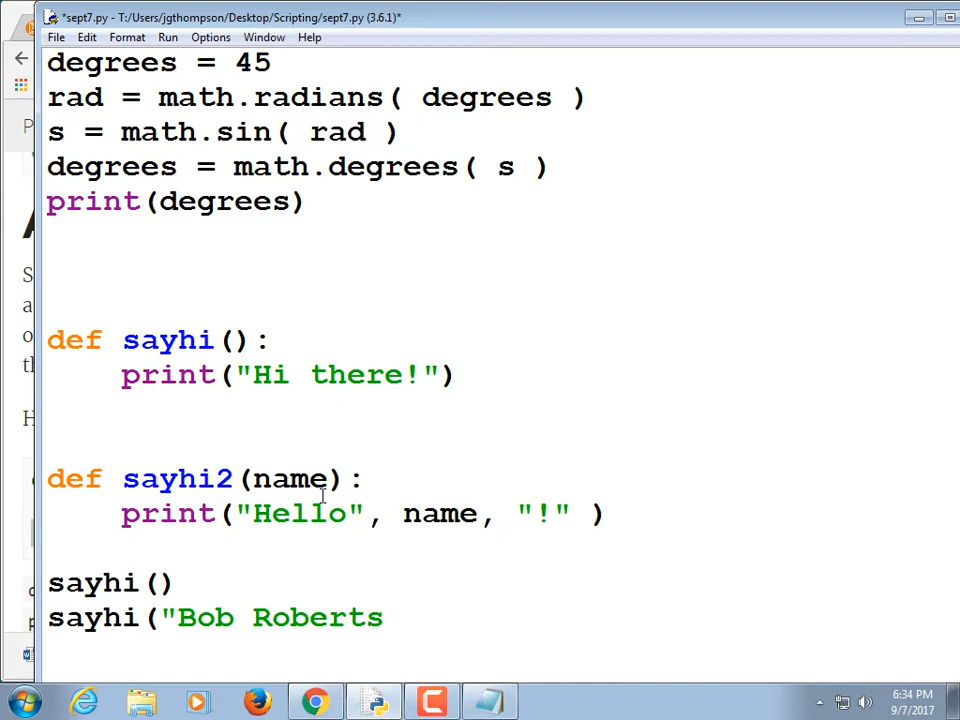 *sept7.py - T:/Users/jgthompson/Desktop/Scripting/sept7.py (3.6.1)*
File Edit Format Run Options Window Help
degrees = 45
rad = math.radians( degrees )
s = math.sin( rad )
degrees = math.degrees( s )
print(degrees)
def sayhi():
    print("Hi there!")
def sayhi2(name):
    print("Hello", name, "!" )
sayhi()
sayhi("Bob Roberts
6:34 PM
9/7/2017